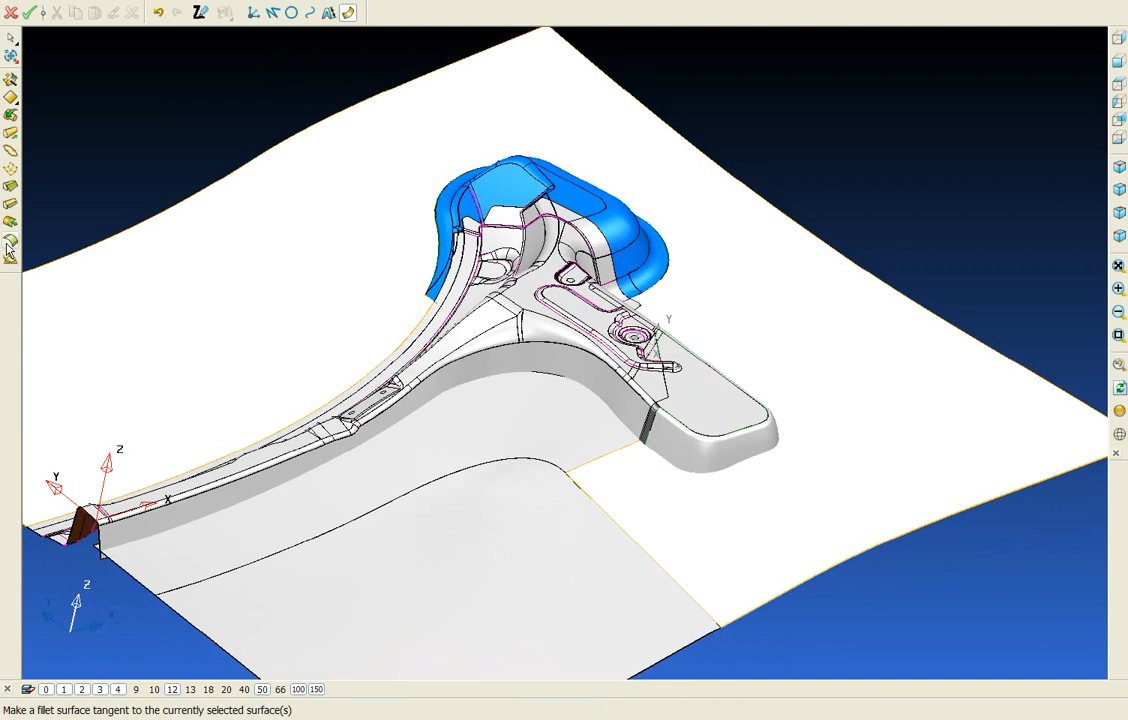 Y
Z
Y
X
Z
0 1 2 3 4 9 10 12 13 18 20 40 50 66 100 150
Make a fillet surface tangent to the currently selected surface(s)